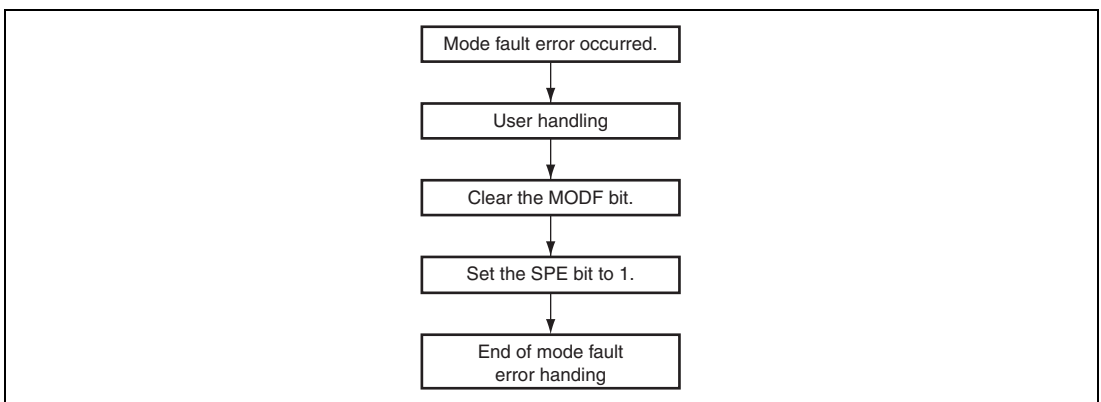 Mode fault error occurred.
User handling
Clear the MODF bit.
Set the SPE bit to 1.
End of mode fault
error handing